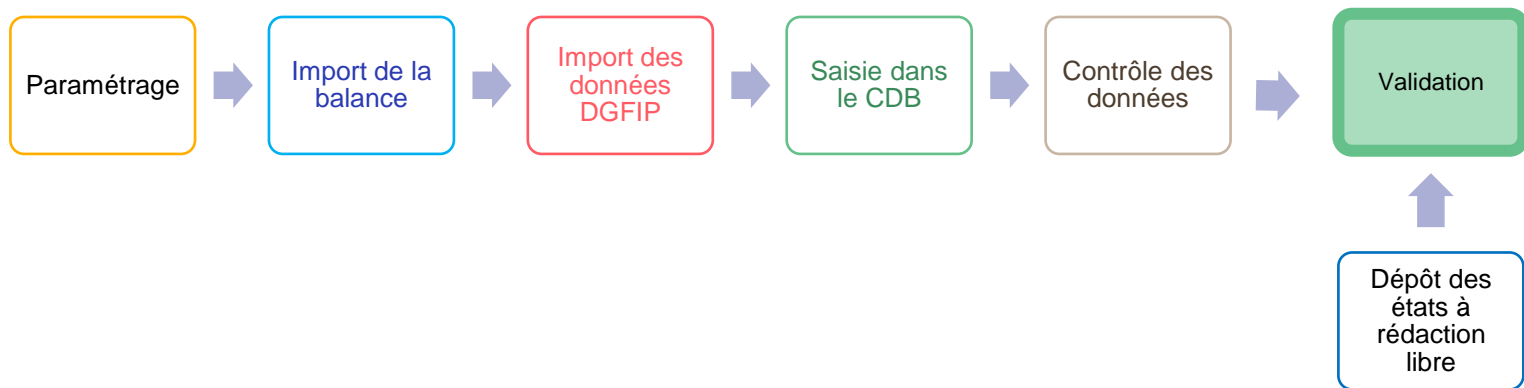 Paramétrage
Import de la
balance
Import des
données
DGFIP
Saisie dans
le CDB
Contrôle des
données
Validation
Dépôt des
états à
rédaction
libre